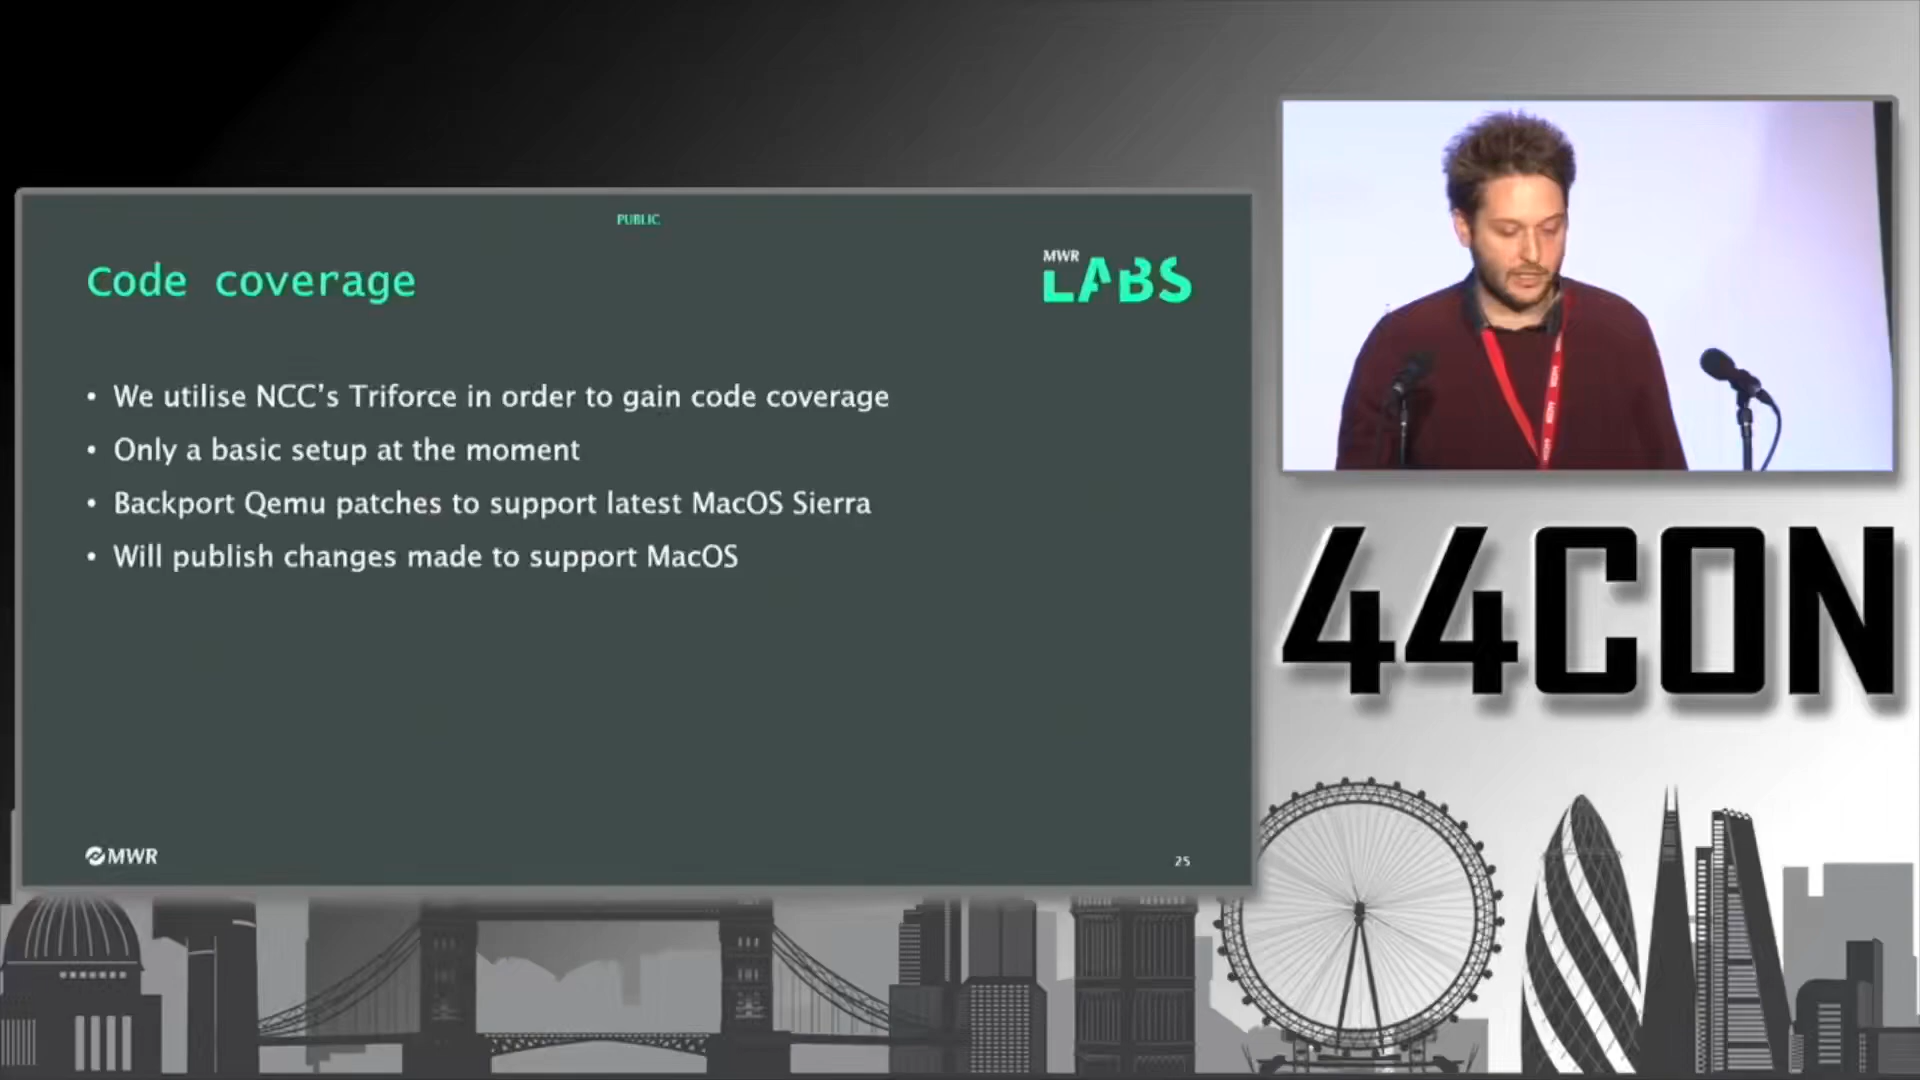 PUBLIC
Code coverage
MWR
LABS
• We utilise NCC's Triforce in order to gain code coverage
• Only a basic setup at the moment
• Backport Qemu patches to support latest MacOS Sierra
• Will publish changes made to support MacOS
MWR
25
44CON